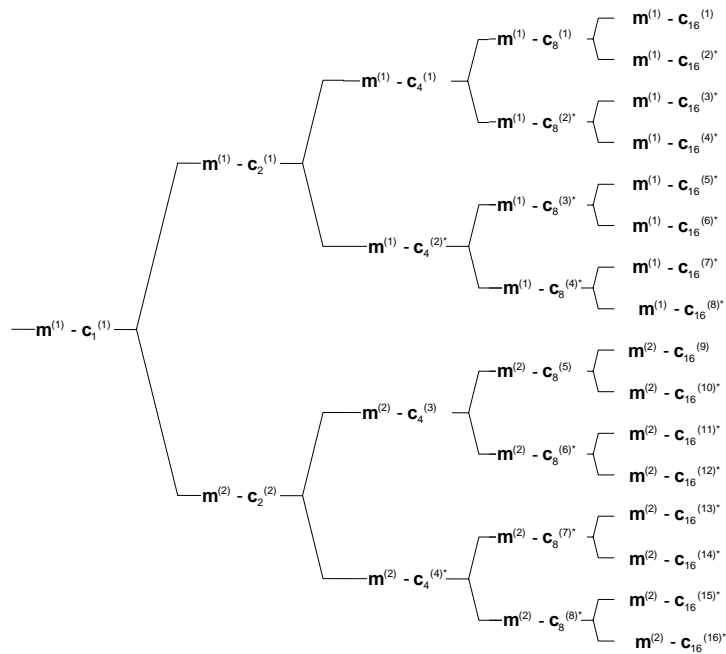 m(1) - c16(1)
m(1) - c8(1)
m(1) - c16(2)*
m(1) - c4(1)
m(1) - c16(3)*
m(1) - c8(2)*
m(1) - c16(4)*
m(1) - c2(1)
m(1) - c16(5)*
m(1) - c8(3)*
m(1) - c16(6)*
m(1) - c4(2)*
m(1) - c16(7)*
m(1) - c8(4)*
m(1) - c16(8)*
m(1) - c1(1)
m(2) - c16(9)
m(2) - c8(5)
m(2) - c16(10)*
m(2) - c4(3)
m(2) - c16(11)*
m(2) - c8(6)*
m(2) - c16(12)*
m(2) - c2(2)
m(2) - c16(13)*
m(2) - c8(7)*
m(2) - c16(14)*
m(2) - c4(4)*
m(2) - c16(15)*
m(2) - c8(8)*
m(2) - c16(16)*